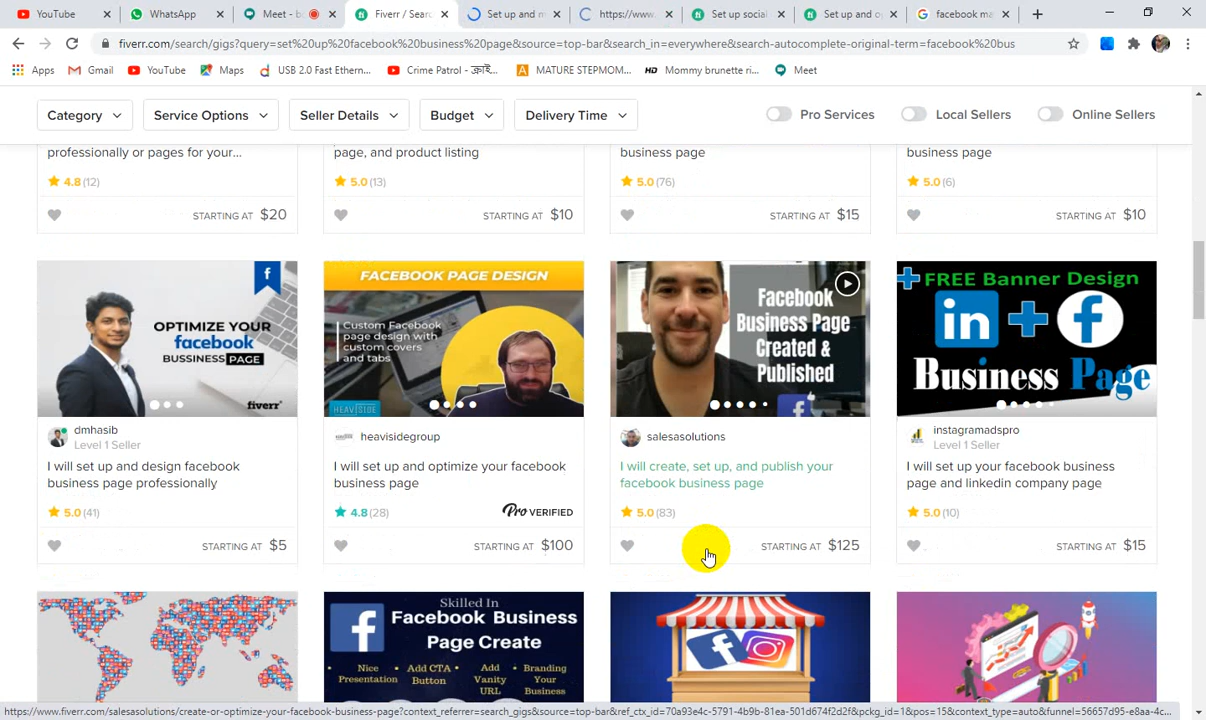 YouTube
WhatsApp
Meet - b
Fiverr / Sear
Set up and m
https://www.
Set up social
Set up and o
facebook ma
fiverr.com/search/gigs?query=set%20up%20facebook%20business%20page&source=top-bar&search_in=everywhere&search-autocomplete-original-term=facebook%20bus
Apps
Gmail
YouTube
Maps
USB 2.0 Fast Ethern...
Crime Patrol - ক্রাই...
MATURE STEPMOM...
HD Mommy brunette ri...
Meet
Category
Service Options
Seller Details
Budget
Delivery Time
Pro Services
Local Sellers
Online Sellers
professionally or pages for your...
page, and product listing
business page
business page
4.8 (12)
5.0 (13)
5.0 (76)
5.0 (6)
STARTING AT $20
STARTING AT $10
STARTING AT $15
STARTING AT $10
OPTIMIZE YOUR
facebook
BUSSINESS PAGE
fiverr
FACEBOOK PAGE DESIGN
Custom Facebook
page design with
custom covers
and tabs
HEAVISIDE
Facebook
Business Page
Created &
Published
FREE Banner Design
in + f
Business Page
dmhasib
Level 1 Seller
heavisidegroup
salesasolutions
instagramadspro
Level 1 Seller
I will set up and design facebook
business page professionally
I will set up and optimize your facebook
business page
I will create, set up, and publish your
facebook business page
I will set up your facebook business
page and linkedin company page
5.0 (41)
4.8 (28)
Pro VERIFIED
5.0 (83)
5.0 (10)
STARTING AT $5
STARTING AT $100
STARTING AT $125
STARTING AT $15
Skilled In
Facebook Business
Page Create
Nice
Presentation
Add CTA
Button
Add
Vanity
URL
Branding
Your
Business
https://www.fiverr.com/salesasolutions/create-or-optimize-your-facebook-business-page?context_referrer=search_gigs&source=top-bar&ref_ctx_id=70a93e4c-5791-4b9b-81ea-501d674f2d2f&pckg_id=1&pos=15&context_type=auto&funnel=56657d95-e8aa-4c...